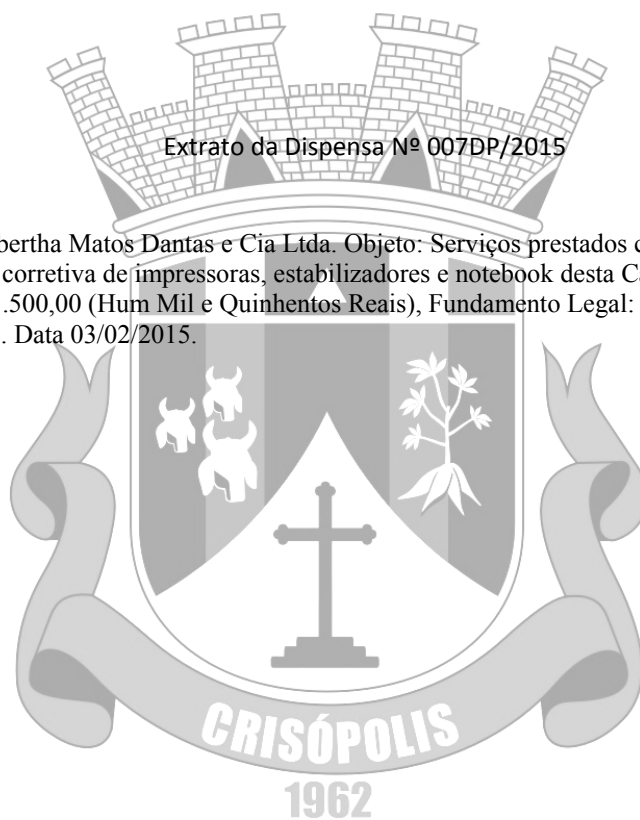 Extrato da Dispensa Nº 007DP/2015
Matos Dantas e Cia Ltda. Objeto: Serviços prestados
corretiva de impressoras, estabilizadores e notebook desta
.500,00 (Hum Mil e Quinhentos Reais), Fundamento Legal:
. Data 03/02/2015.
CRISÓPOLIS
1962